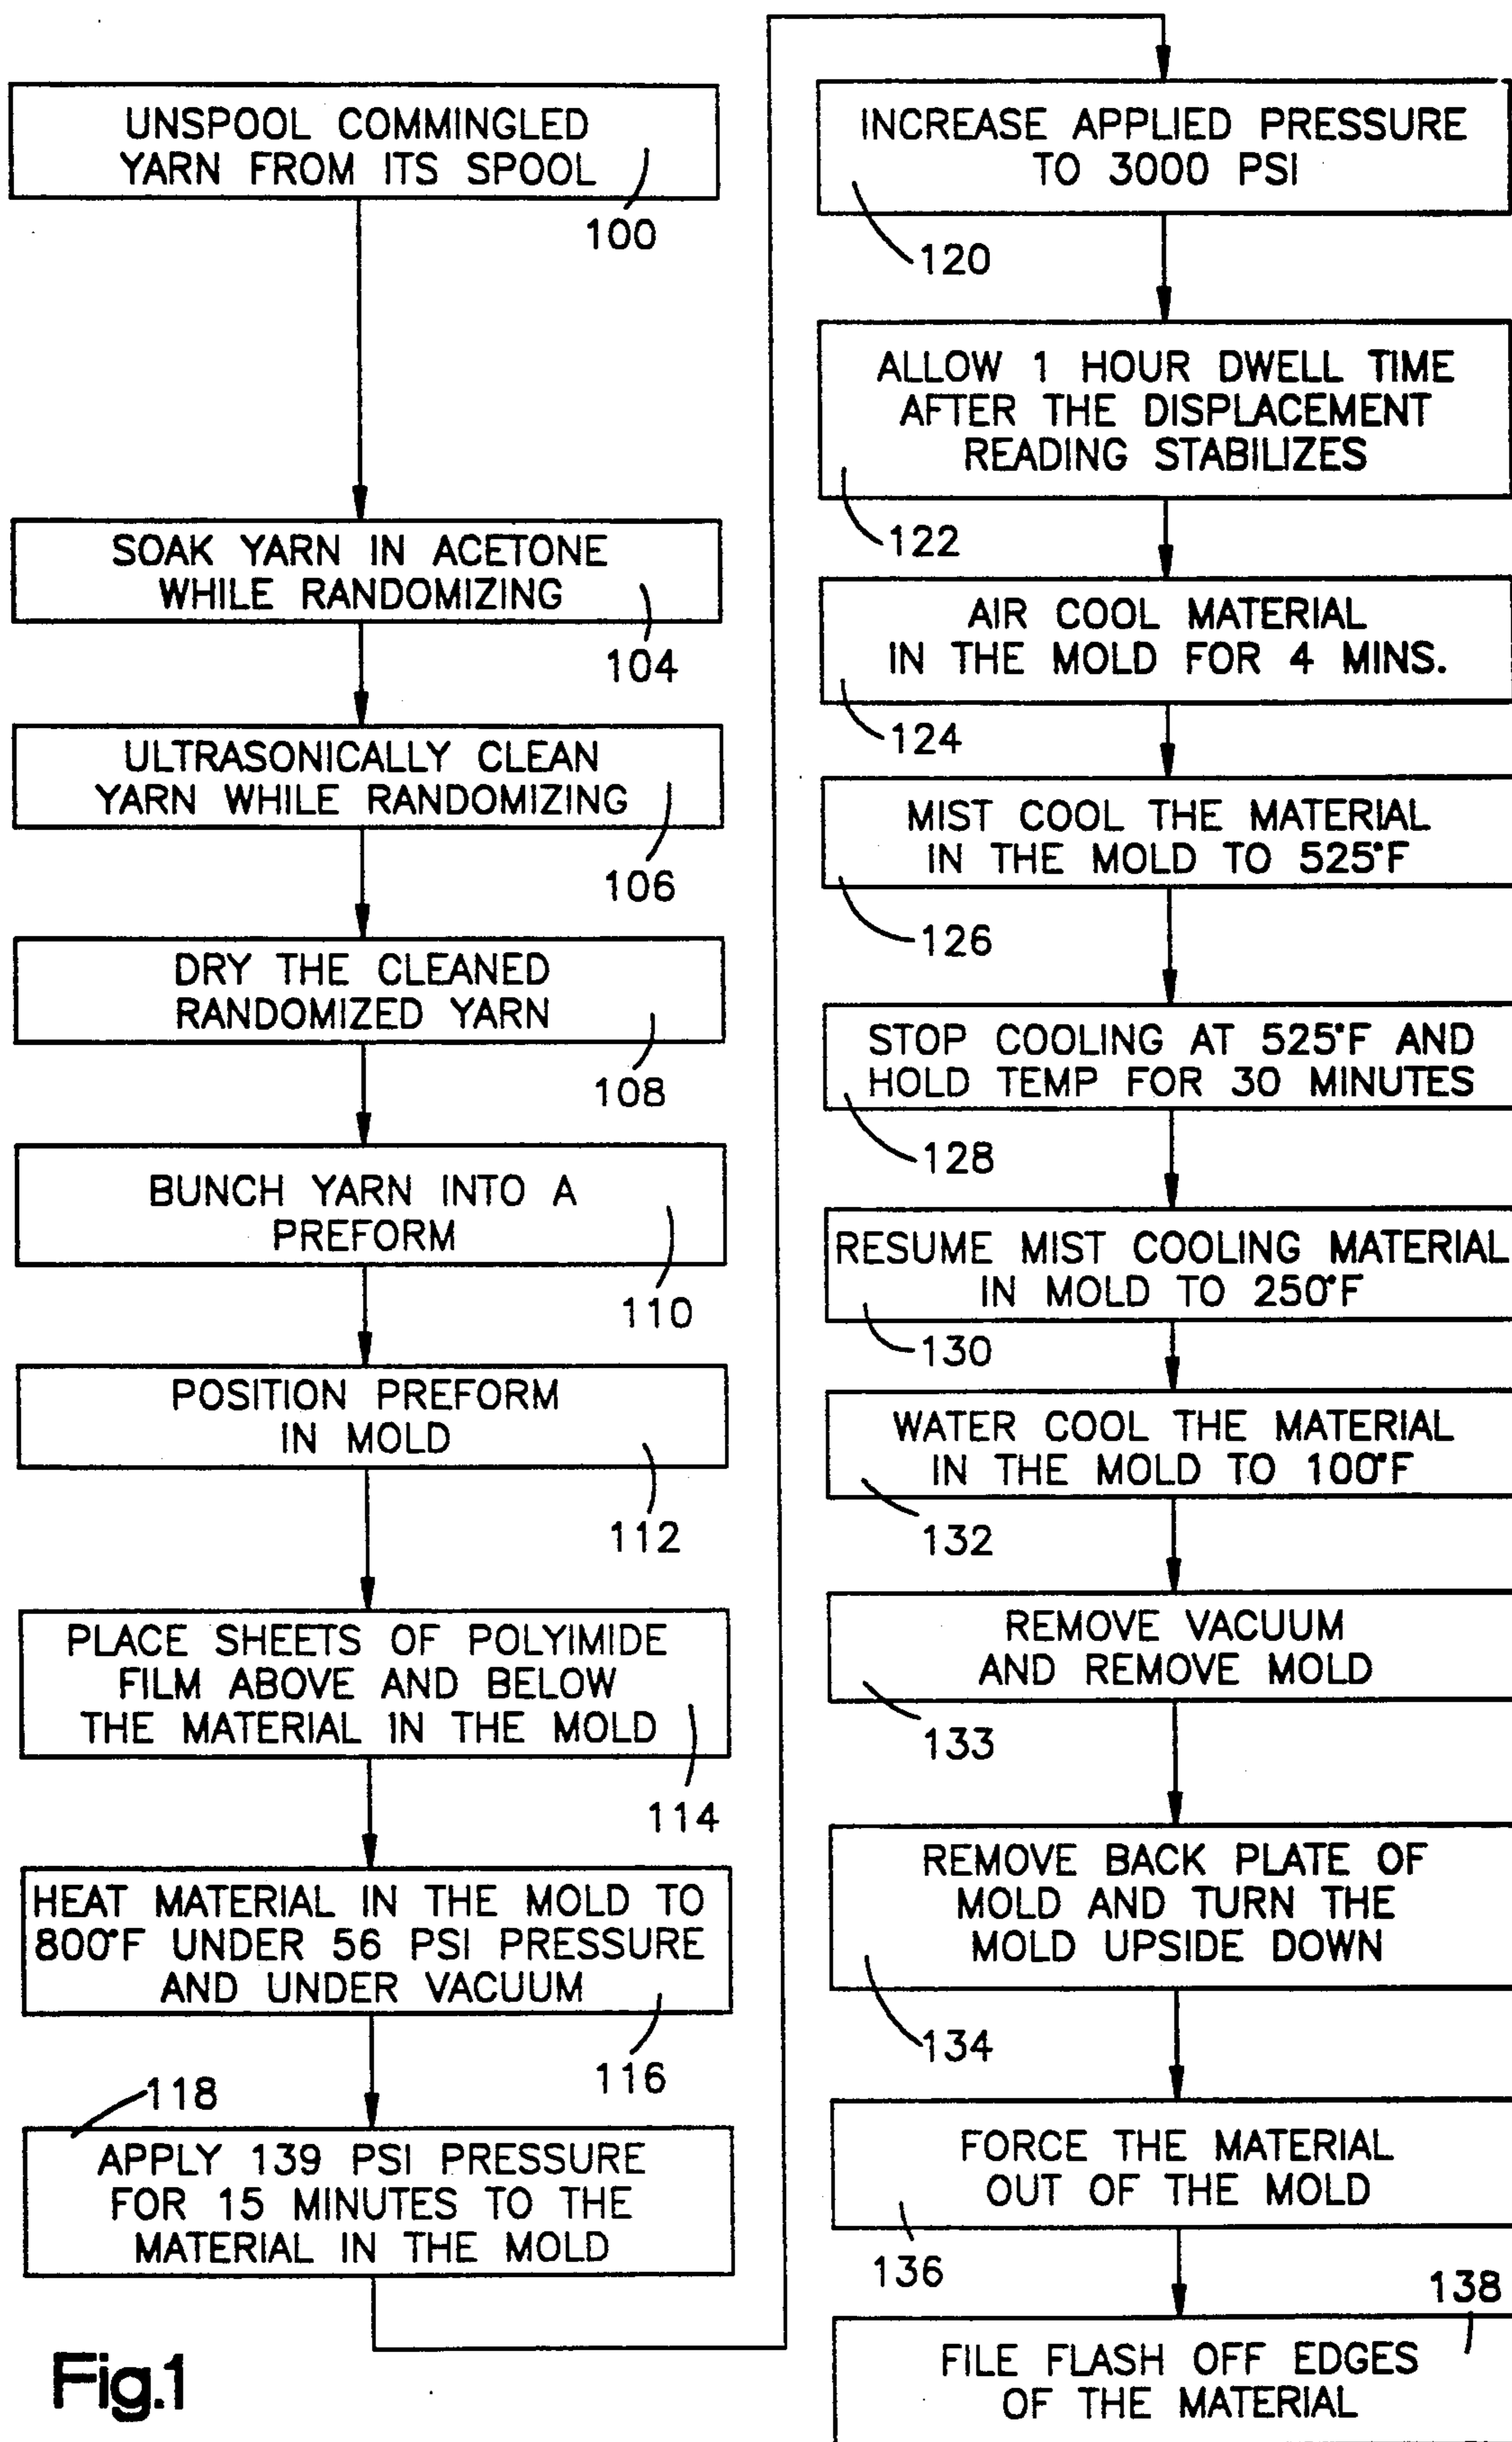 UNSPOOL COMMINGLED
YARN FROM ITS SPOOL
100
SOAK YARN IN ACETONE
WHILE RANDOMIZING
104
ULTRASONICALLY CLEAN
YARN WHILE RANDOMIZING
106
DRY THE CLEANED
RANDOMIZED YARN
108
BUNCH YARN INTO A
PREFORM
110
POSITION PREFORM
IN MOLD
112
PLACE SHEETS OF POLYIMIDE
FILM ABOVE AND BELOW
THE MATERIAL IN THE MOLD
114
HEAT MATERIAL IN THE MOLD TO
800°F UNDER 56 PSI PRESSURE
AND UNDER VACUUM
116
118
APPLY 139 PSI PRESSURE
FOR 15 MINUTES TO THE
MATERIAL IN THE MOLD
INCREASE APPLIED PRESSURE
TO 3000 PSI
120
ALLOW 1 HOUR DWELL TIME
AFTER THE DISPLACEMENT
READING STABILIZES
122
AIR COOL MATERIAL
IN THE MOLD FOR 4 MINS.
124
MIST COOL THE MATERIAL
IN THE MOLD TO 525°F
126
STOP COOLING AT 525°F AND
HOLD TEMP FOR 30 MINUTES
128
RESUME MIST COOLING MATERIAL
IN MOLD TO 250°F
130
WATER COOL THE MATERIAL
IN THE MOLD TO 100°F
132
REMOVE VACUUM
AND REMOVE MOLD
133
REMOVE BACK PLATE OF
MOLD AND TURN THE
MOLD UPSIDE DOWN
134
FORCE THE MATERIAL
OUT OF THE MOLD
136
138
FILE FLASH OFF EDGES
OF THE MATERIAL
Fig.1